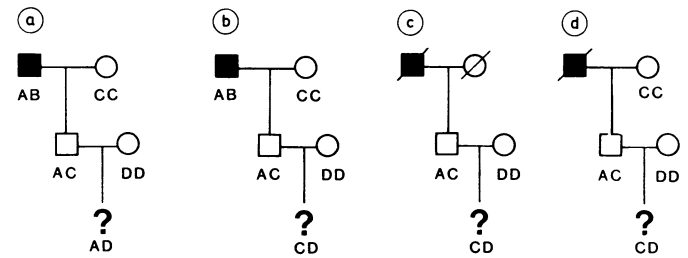 a b c d
AB CC AB CC CC
AC DD AC DD AC DD AC DD
? ? ? ?
AD CD CD CD